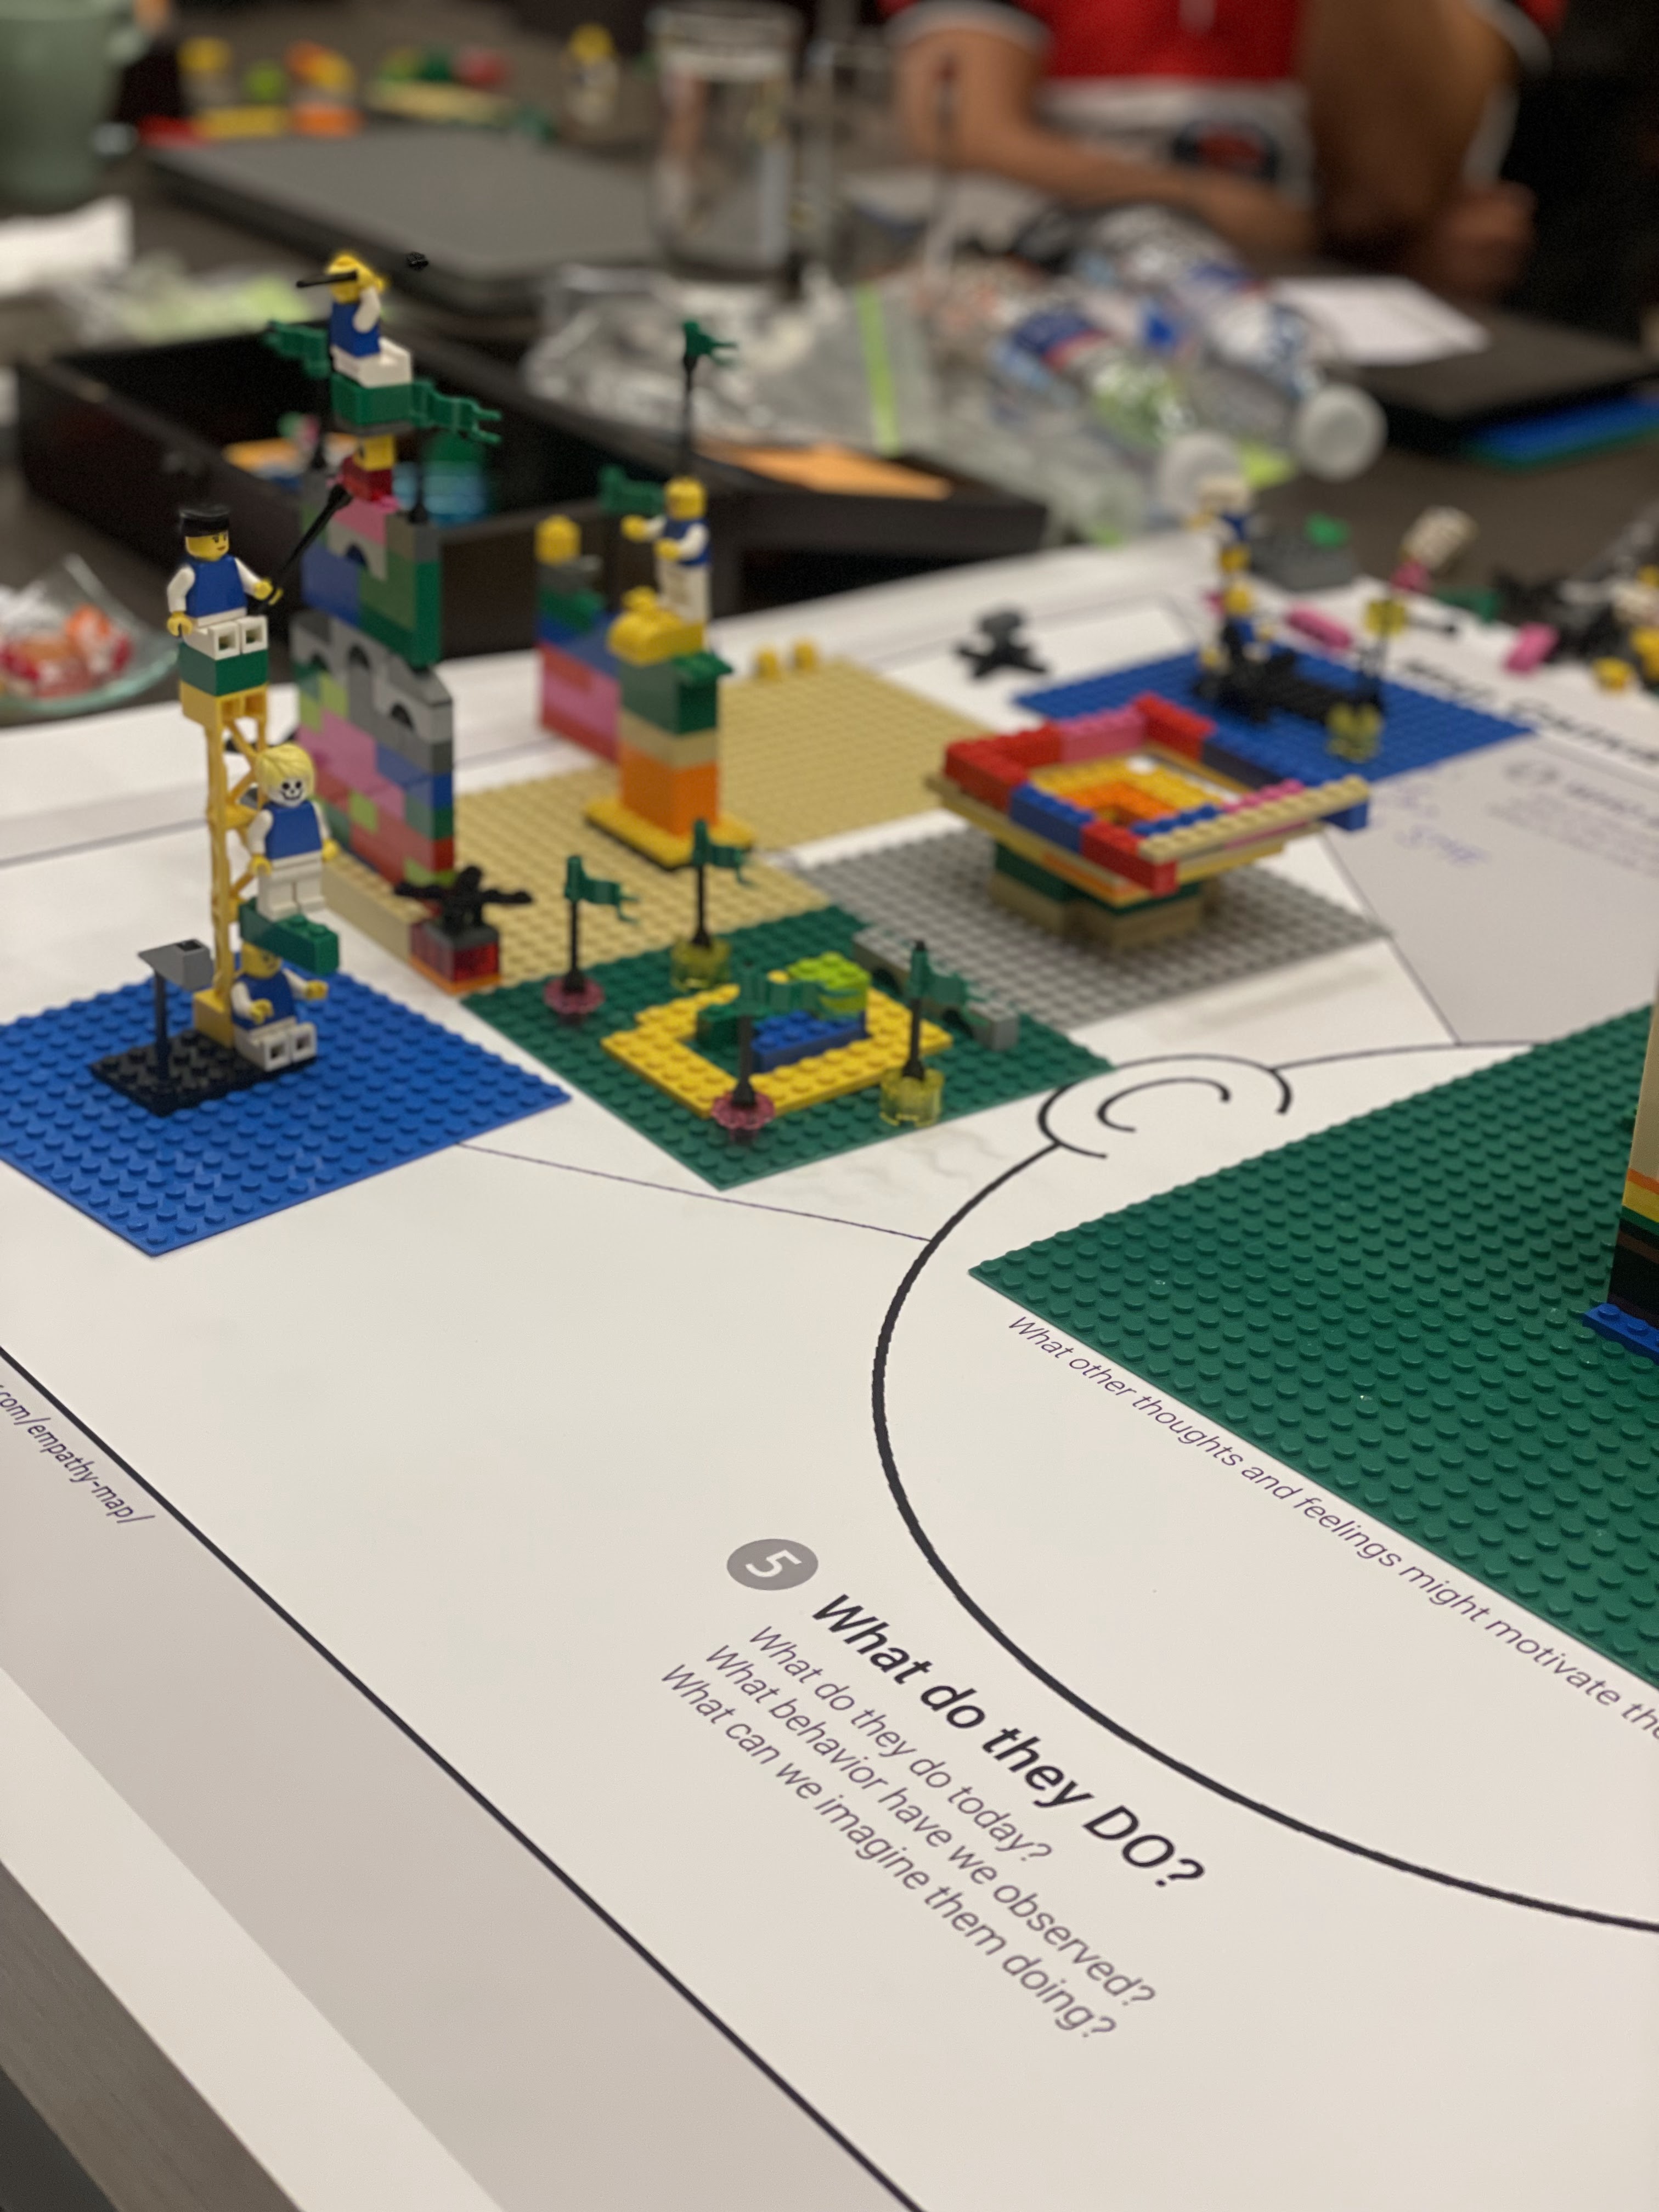 What other thoughts and feelings might motivate
5
What do they DO?
What do they do today?
What behavior have we observed?
What can we imagine them doing?
.com/empathy-map/